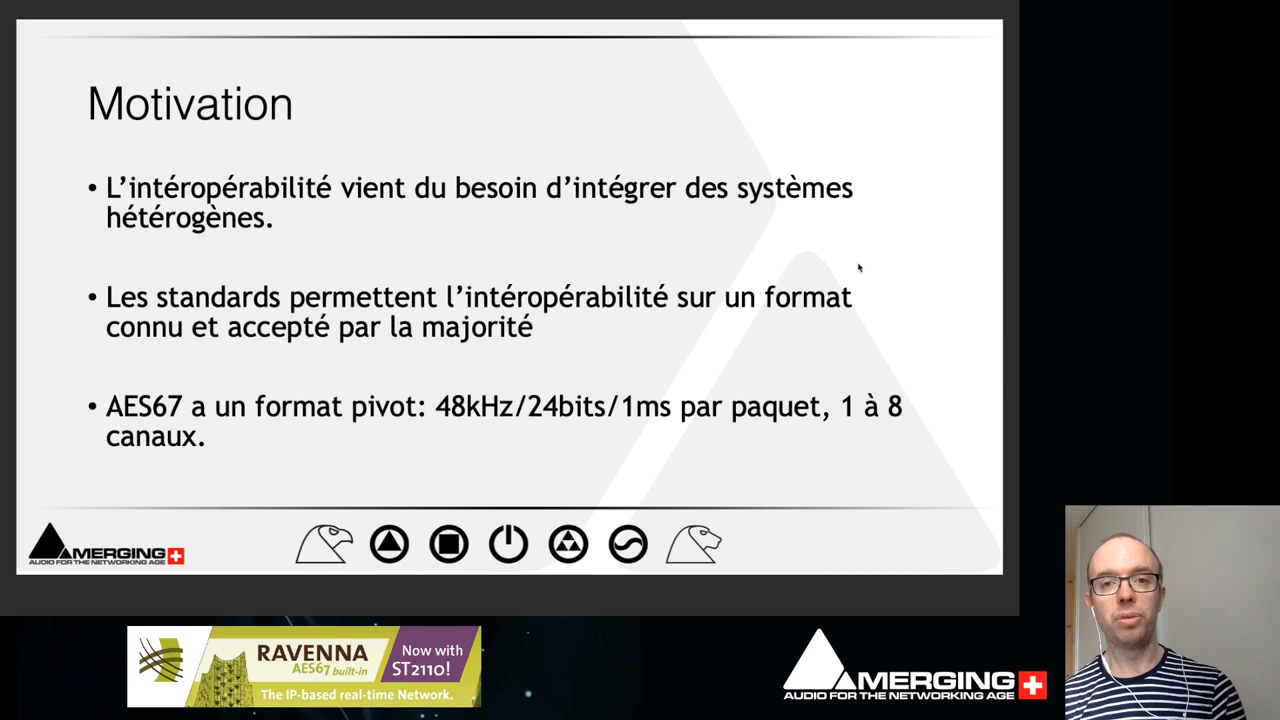 Motivation
• L’intéropérabilité vient du besoin d’intégrer des systèmes
hétérogènes.
• Les standards permettent l’intéropérabilité sur un format
connu et accepté par la majorité
• AES67 a un format pivot: 48kHz/24bits/1ms par paquet, 1 à 8
canaux.
MERGING
AUDIO FOR THE NETWORKING AGE
RAVENNA
AES67 built-in
The IP-based real-time Network.
Now with
ST2110!
MERGING
AUDIO FOR THE NETWORKING AGE